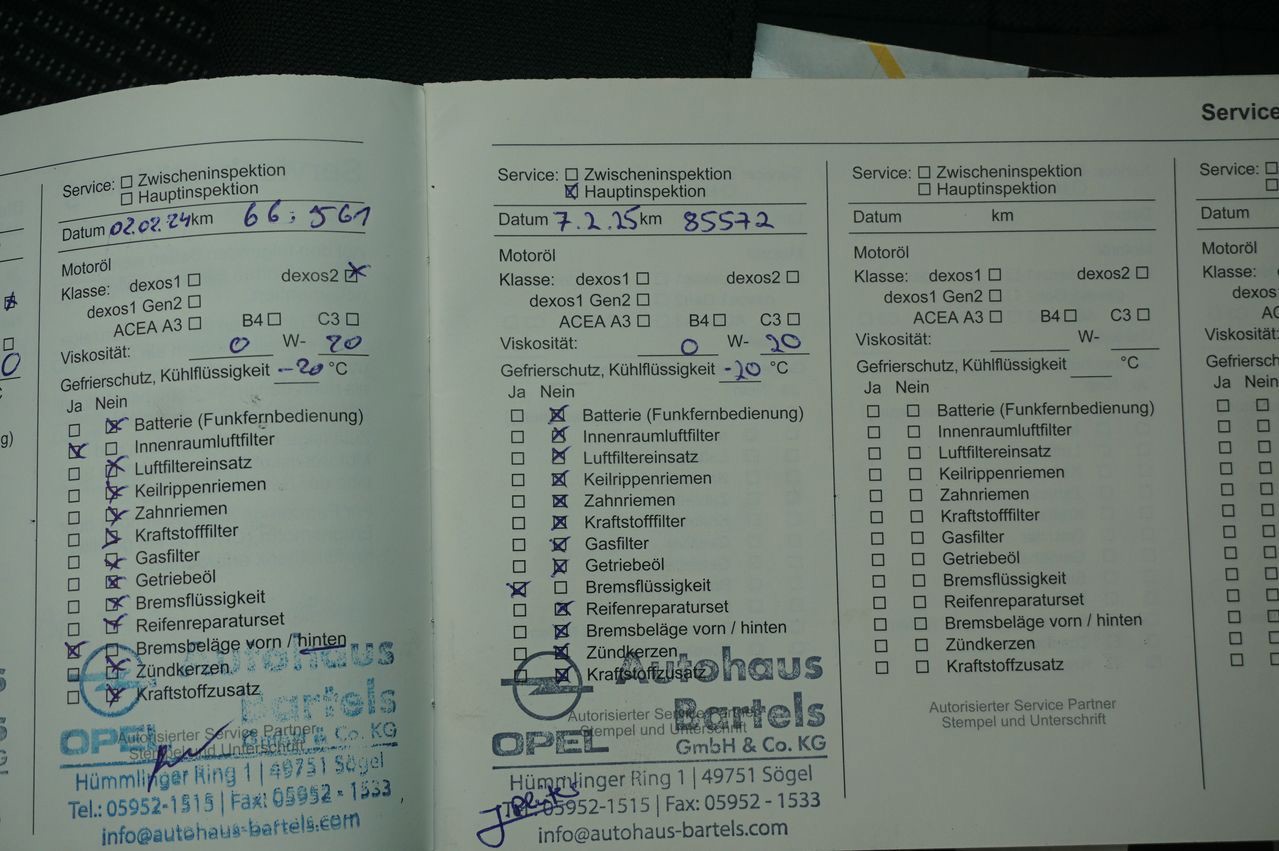 Service
Service: ☐ Zwischeninspektion
☐ Hauptinspektion
Datum 02.02.24 km 66.561
Motoröl
Klasse: dexos1 ☐ dexos2 ☒
dexos1 Gen2 ☐
ACEA A3 ☐ B4 ☐ C3 ☐
Viskosität: 0 W- 20
Gefrierschutz, Kühlflüssigkeit -20 °C
Ja Nein
☐ ☒ Batterie (Funkfernbedienung)
☒ ☐ Innenraumluftfilter
☐ ☒ Luftfiltereinsatz
☐ ☒ Keilrippenriemen
☐ ☒ Zahnriemen
☐ ☒ Kraftstofffilter
☐ ☒ Gasfilter
☐ ☒ Getriebeöl
☐ ☒ Bremsflüssigkeit
☐ ☒ Reifenreparaturset
☒ ☐ Bremsbeläge vorn / hinten
☐ ☒ Zündkerzen
☐ ☒ Kraftstoffzusatz
Autorisierter Service Partner
Stempel und Unterschrift
Autohaus
Bartels
OPEL GmbH & Co. KG
Hümmlinger Ring 1 | 49751 Sögel
Tel.: 05952-1515 | Fax: 05952 - 1533
info@autohaus-bartels.com
Service: ☐ Zwischeninspektion
☒ Hauptinspektion
Datum 7.2.25 km 85572
Motoröl
Klasse: dexos1 ☐ dexos2 ☐
dexos1 Gen2 ☐
ACEA A3 ☐ B4 ☐ C3 ☐
Viskosität: 0 W- 20
Gefrierschutz, Kühlflüssigkeit -20 °C
Ja Nein
☐ ☒ Batterie (Funkfernbedienung)
☐ ☒ Innenraumluftfilter
☐ ☒ Luftfiltereinsatz
☐ ☒ Keilrippenriemen
☐ ☒ Zahnriemen
☐ ☒ Kraftstofffilter
☐ ☒ Gasfilter
☐ ☒ Getriebeöl
☒ ☐ Bremsflüssigkeit
☐ ☒ Reifenreparaturset
☐ ☒ Bremsbeläge vorn / hinten
☐ ☒ Zündkerzen
☐ ☒ Kraftstoffzusatz
Autorisierter Service Partner
Stempel und Unterschrift
Autohaus
Bartels
OPEL GmbH & Co. KG
Hümmlinger Ring 1 | 49751 Sögel
Tel.: 05952-1515 | Fax: 05952 - 1533
info@autohaus-bartels.com
Service: ☐ Zwischeninspektion
☐ Hauptinspektion
Datum km
Motoröl
Klasse: dexos1 ☐ dexos2 ☐
dexos1 Gen2 ☐
ACEA A3 ☐ B4 ☐ C3 ☐
Viskosität: W-
Gefrierschutz, Kühlflüssigkeit °C
Ja Nein
☐ ☐ Batterie (Funkfernbedienung)
☐ ☐ Innenraumluftfilter
☐ ☐ Luftfiltereinsatz
☐ ☐ Keilrippenriemen
☐ ☐ Zahnriemen
☐ ☐ Kraftstofffilter
☐ ☐ Gasfilter
☐ ☐ Getriebeöl
☐ ☐ Bremsflüssigkeit
☐ ☐ Reifenreparaturset
☐ ☐ Bremsbeläge vorn / hinten
☐ ☐ Zündkerzen
☐ ☐ Kraftstoffzusatz
Autorisierter Service Partner
Stempel und Unterschrift
Service: ☐
Datum
Motoröl
Klasse: dexos
dexos1
ACEA
Viskosität:
Gefriersch
Ja Nein